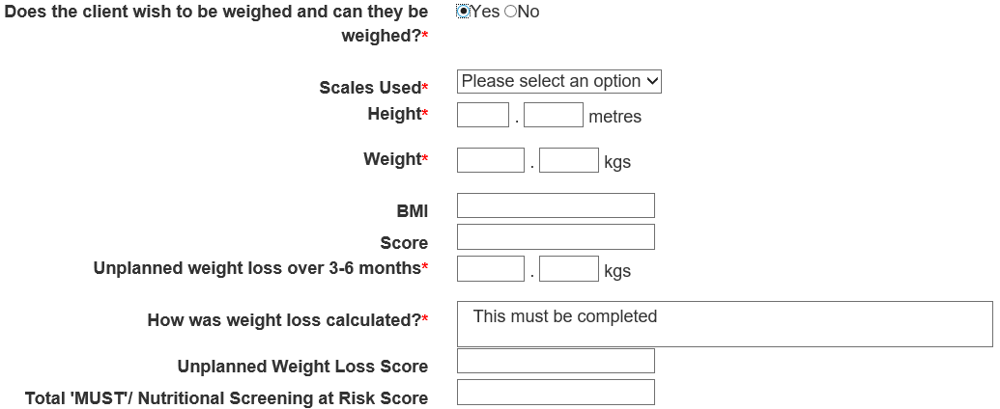 Does the client wish to be weighed and can they be Yes No
weighed?*
Scales Used* Please select an option
Height* . metres
Weight* . kgs
BMI
Score
Unplanned weight loss over 3-6 months* . kgs
How was weight loss calculated?* This must be completed
Unplanned Weight Loss Score
Total 'MUST'/ Nutritional Screening at Risk Score